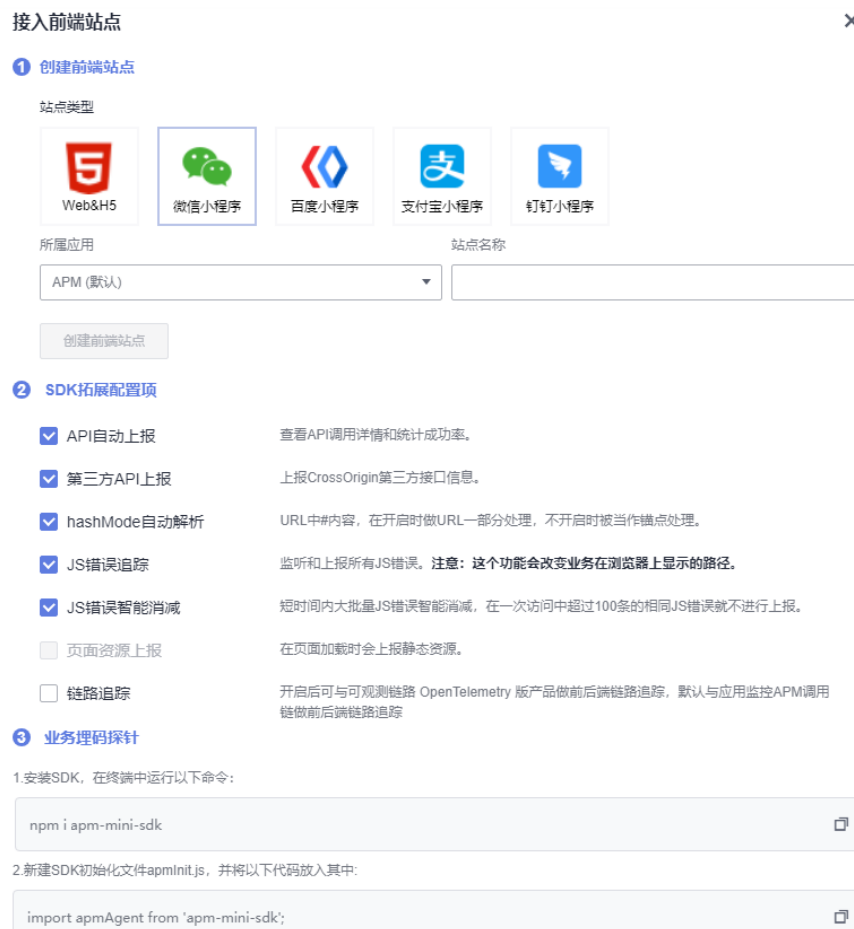 接入前端站点
1 创建前端站点
站点类型
Web&H5 微信小程序 百度小程序 支付宝小程序 钉钉小程序
所属应用 站点名称
APM (默认)
创建前端站点
2 SDK拓展配置项
API自动上报 查看API调用详情和统计成功率。
第三方API上报 上报CrossOrigin第三方接口信息。
hashMode自动解析 URL中#内容，在开启时做URL一部分处理，不开启时被当作锚点处理。
JS错误追踪 监听和上报所有JS错误。注意：这个功能会改变业务在浏览器上显示的路径。
JS错误智能消减 短时间内大批量JS错误智能消减，在一次访问中超过100条的相同JS错误就不进行上报。
页面资源上报 在页面加载时会上报静态资源。
链路追踪 开启后可与可观测链路 OpenTelemetry 版产品做前后端链路追踪，默认与应用监控APM调用
链做前后端链路追踪
3 业务埋码探针
1.安装SDK，在终端中运行以下命令：
npm i apm-mini-sdk
2.新建SDK初始化文件apmInit.js，并将以下代码放入其中:
import apmAgent from 'apm-mini-sdk';